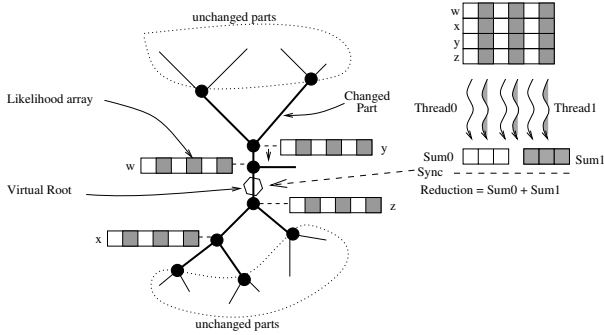 unchanged parts
w
x
y
z
Likelihood array
Changed
Part
Thread0
Thread1
y
w
Sum0
Sum1
Sync
Virtual Root
Reduction = Sum0 + Sum1
z
x
unchanged parts